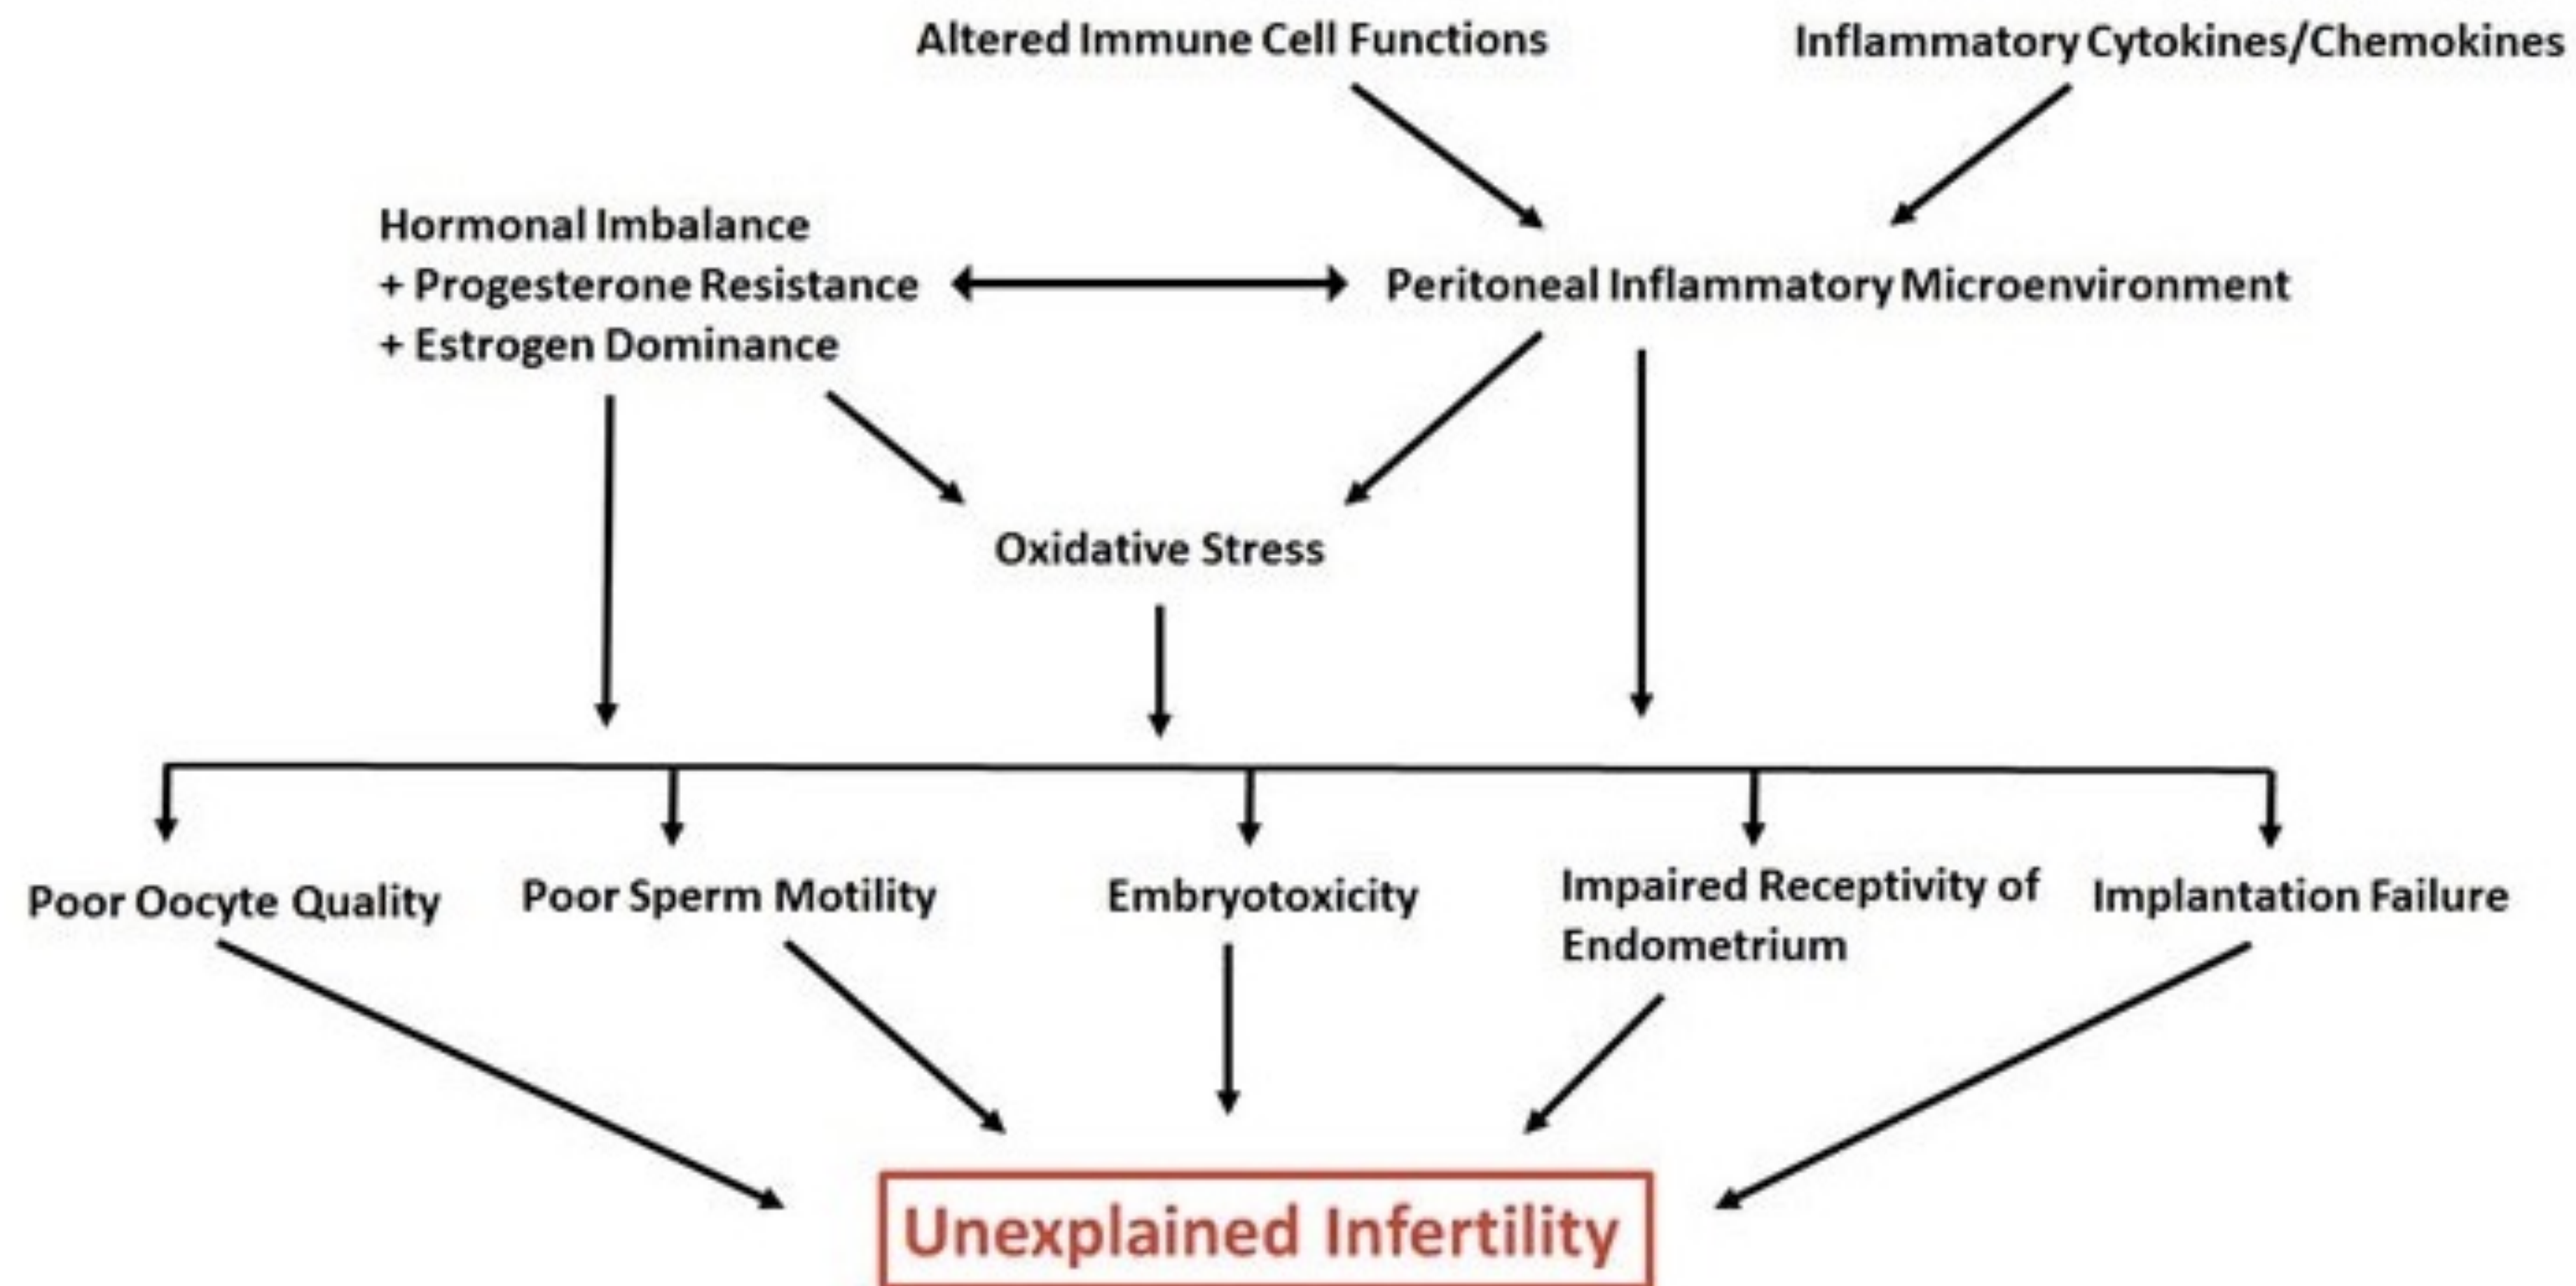 Altered Immune Cell Functions
Inflammatory Cytokines/Chemokines
Hormonal Imbalance
+ Progesterone Resistance
+ Estrogen Dominance
Peritoneal Inflammatory Microenvironment
Oxidative Stress
Poor Oocyte Quality
Poor Sperm Motility
Embryotoxicity
Impaired Receptivity of
Endometrium
Implantation Failure
Unexplained Infertility